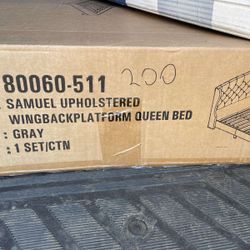 80060-511
200
SAMUEL UPHOLSTERED
WINGBACKPLATFORM QUEEN BED
: GRAY
: 1 SET/CTN